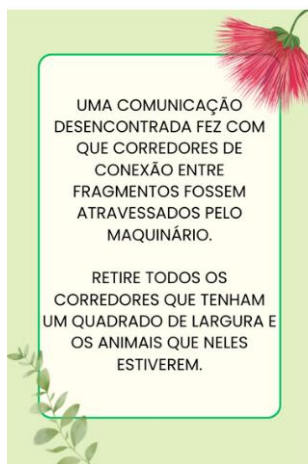 UMA COMUNICAÇÃO
DESENCONTRADA FEZ COM
QUE CORREDORES DE
CONEXÃO ENTRE
FRAGMENTOS FOSSEM
ATRAVESSADOS PELO
MAQUINÁRIO.
RETIRE TODOS OS
CORREDORES QUE TENHAM
UM QUADRADO DE LARGURA E
OS ANIMAIS QUE NELES
ESTIVEREM.